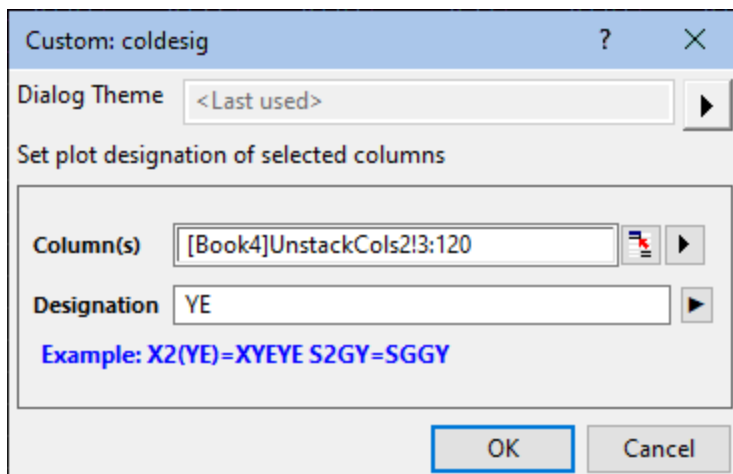 Custom: coldesig ?
Dialog Theme <Last used>
Set plot designation of selected columns
Column(s) [Book4]UnstackCols2!3:120
Designation YE
Example: X2(YE)=XYEYE S2GY=SGGY
OK Cancel